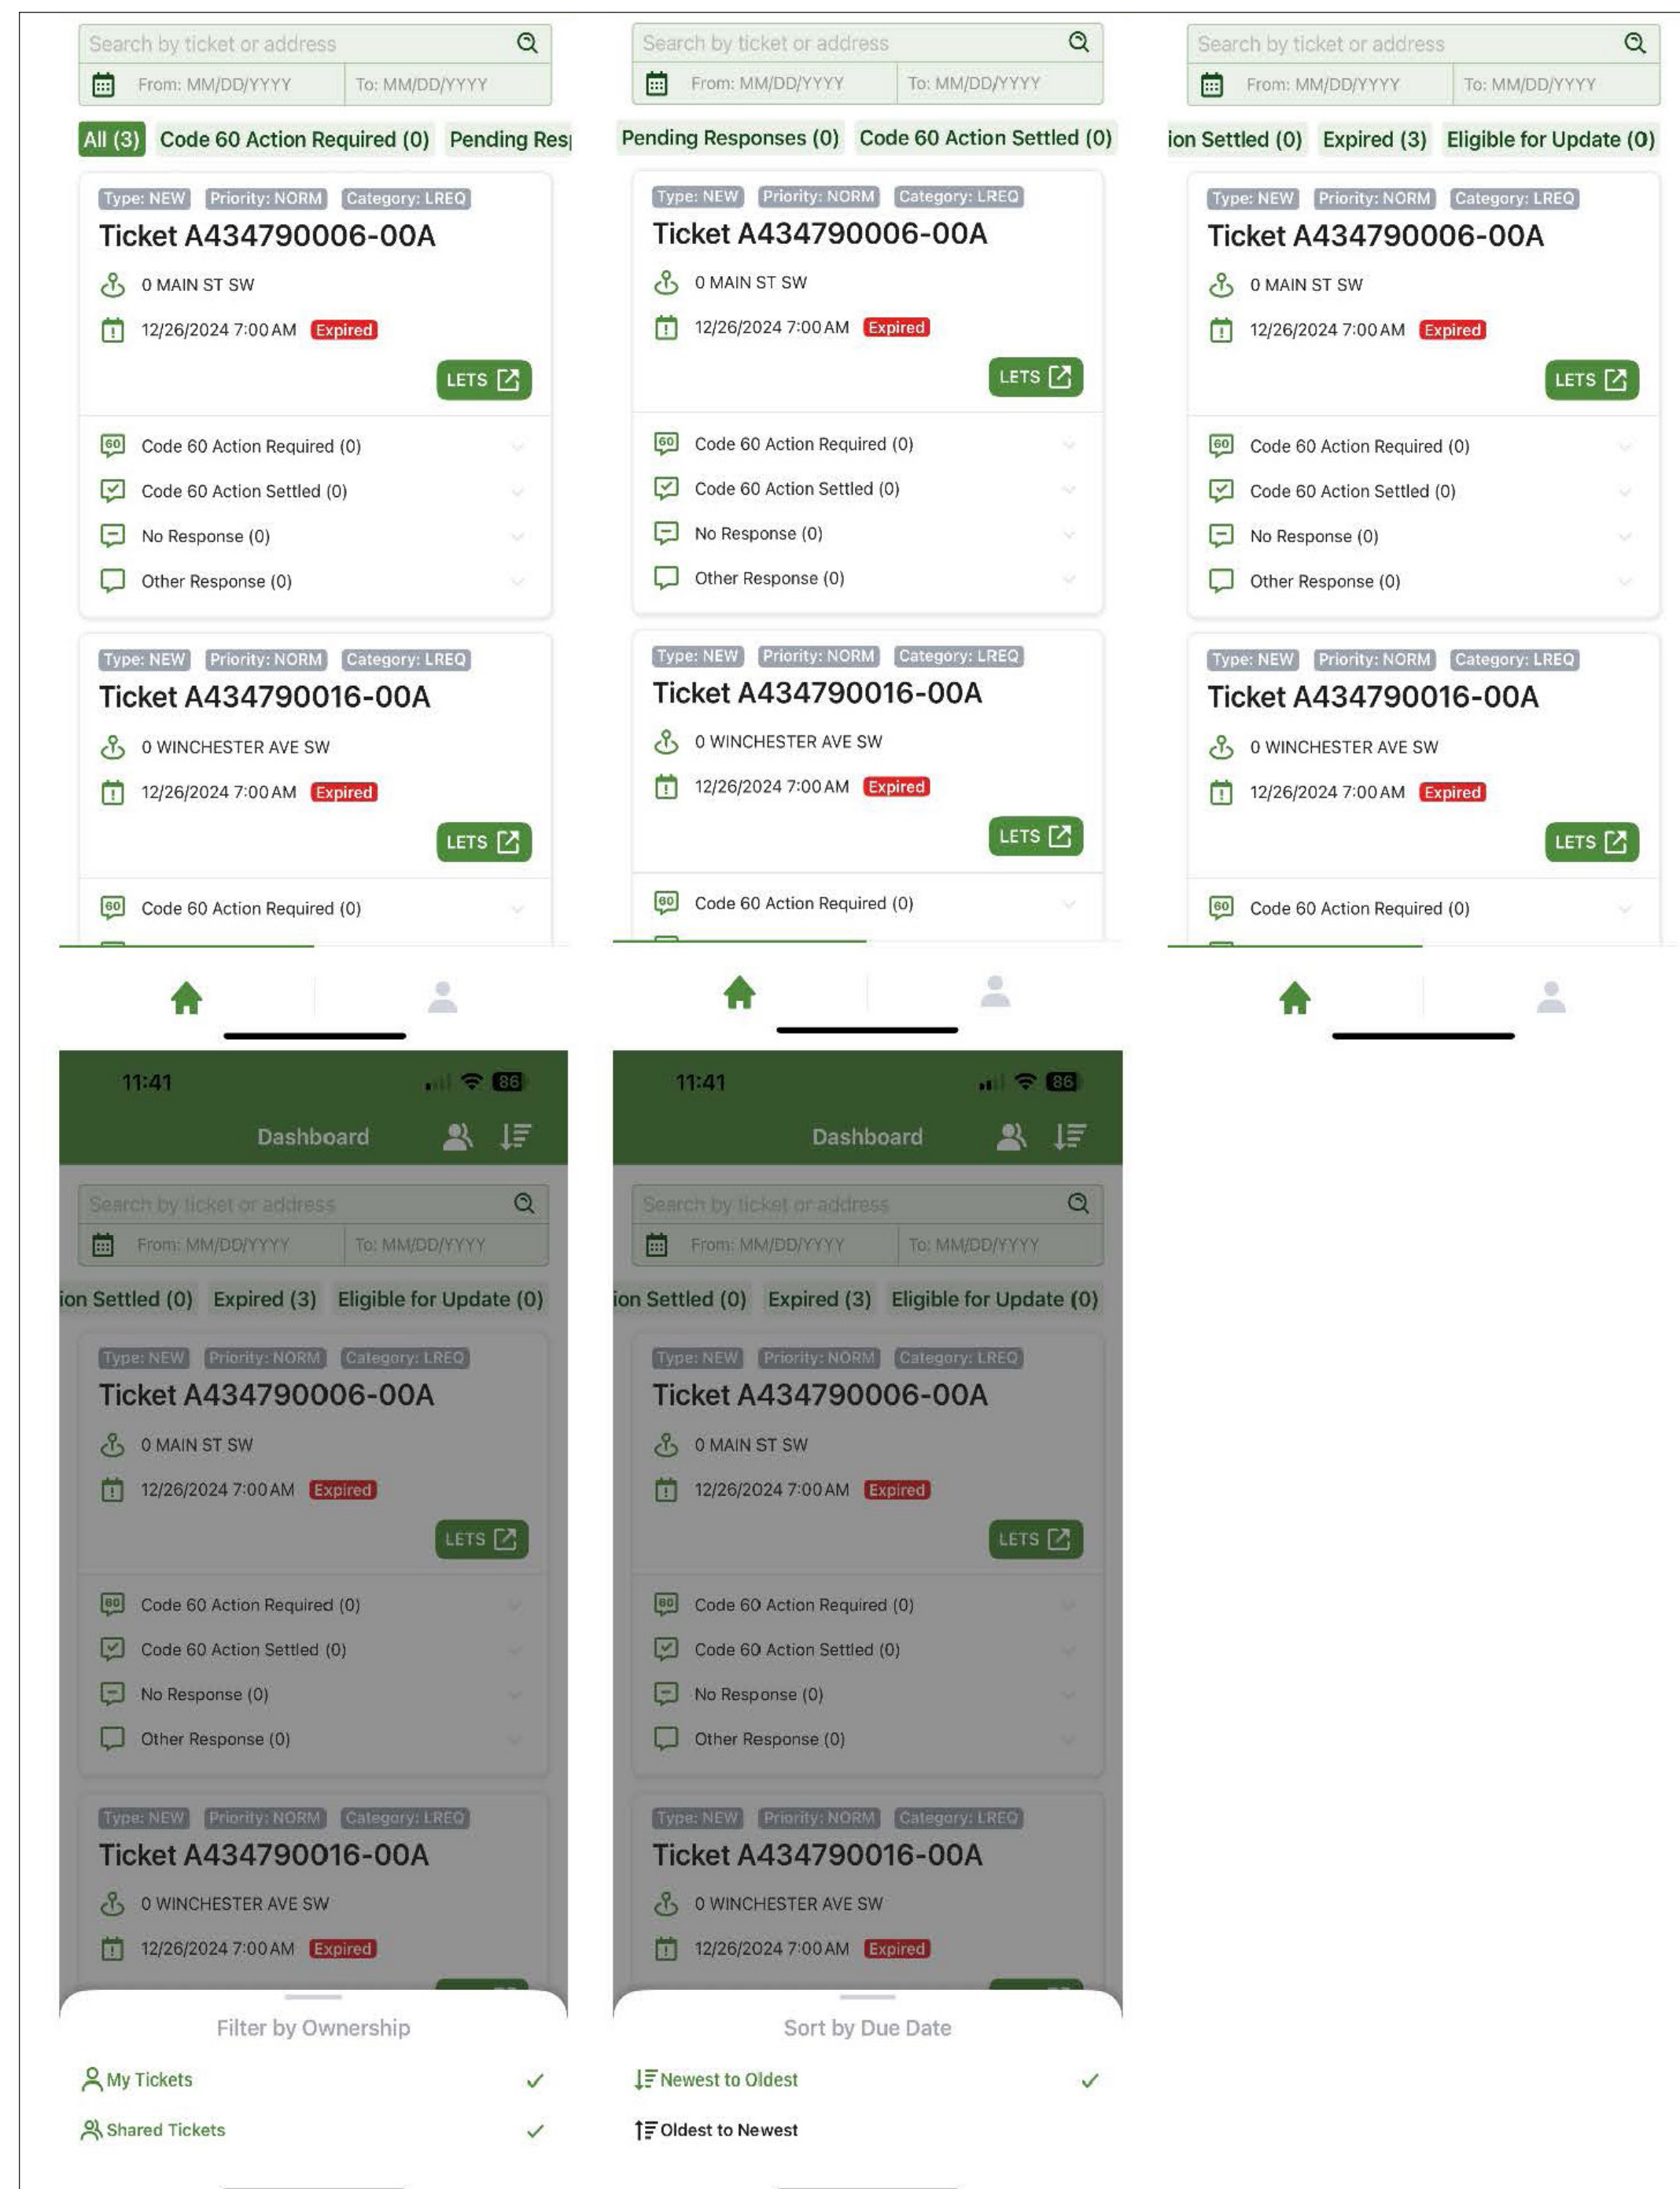 Search by ticket or address
From: MM/DD/YYYY To: MM/DD/YYYY
All (3) Code 60 Action Required (0) Pending Resp
Type: NEW Priority: NORM Category: LREQ
Ticket A434790006-00A
0 MAIN ST SW
12/26/2024 7:00 AM Expired
LETS
60 Code 60 Action Required (0)
Code 60 Action Settled (0)
No Response (0)
Other Response (0)
Type: NEW Priority: NORM Category: LREQ
Ticket A434790016-00A
0 WINCHESTER AVE SW
12/26/2024 7:00 AM Expired
LETS
60 Code 60 Action Required (0)
Search by ticket or address
From: MM/DD/YYYY To: MM/DD/YYYY
Pending Responses (0) Code 60 Action Settled (0)
Type: NEW Priority: NORM Category: LREQ
Ticket A434790006-00A
0 MAIN ST SW
12/26/2024 7:00 AM Expired
LETS
60 Code 60 Action Required (0)
Code 60 Action Settled (0)
No Response (0)
Other Response (0)
Type: NEW Priority: NORM Category: LREQ
Ticket A434790016-00A
0 WINCHESTER AVE SW
12/26/2024 7:00 AM Expired
LETS
60 Code 60 Action Required (0)
Search by ticket or address
From: MM/DD/YYYY To: MM/DD/YYYY
ion Settled (0) Expired (3) Eligible for Update (0)
Type: NEW Priority: NORM Category: LREQ
Ticket A434790006-00A
0 MAIN ST SW
12/26/2024 7:00 AM Expired
LETS
60 Code 60 Action Required (0)
Code 60 Action Settled (0)
No Response (0)
Other Response (0)
Type: NEW Priority: NORM Category: LREQ
Ticket A434790016-00A
0 WINCHESTER AVE SW
12/26/2024 7:00 AM Expired
LETS
60 Code 60 Action Required (0)
11:41 86
Dashboard
Search by ticket or address
From: MM/DD/YYYY To: MM/DD/YYYY
ion Settled (0) Expired (3) Eligible for Update (0)
Type: NEW Priority: NORM Category: LREQ
Ticket A434790006-00A
0 MAIN ST SW
12/26/2024 7:00 AM Expired
LETS
60 Code 60 Action Required (0)
Code 60 Action Settled (0)
No Response (0)
Other Response (0)
Type: NEW Priority: NORM Category: LREQ
Ticket A434790016-00A
0 WINCHESTER AVE SW
12/26/2024 7:00 AM Expired
Filter by Ownership
My Tickets
Shared Tickets
11:41 86
Dashboard
Search by ticket or address
From: MM/DD/YYYY To: MM/DD/YYYY
ion Settled (0) Expired (3) Eligible for Update (0)
Type: NEW Priority: NORM Category: LREQ
Ticket A434790006-00A
0 MAIN ST SW
12/26/2024 7:00 AM Expired
LETS
60 Code 60 Action Required (0)
Code 60 Action Settled (0)
No Response (0)
Other Response (0)
Type: NEW Priority: NORM Category: LREQ
Ticket A434790016-00A
0 WINCHESTER AVE SW
12/26/2024 7:00 AM Expired
Sort by Due Date
Newest to Oldest
Oldest to Newest